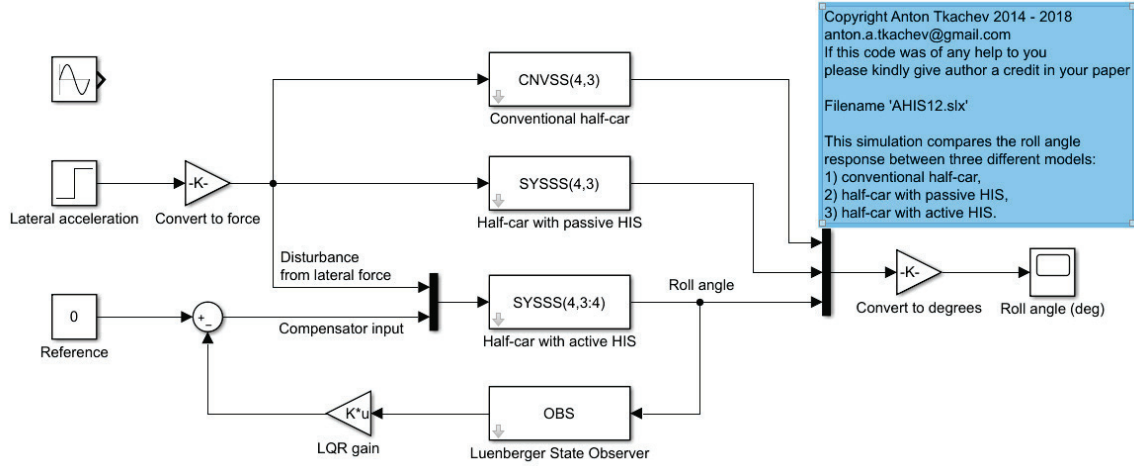 Copyright Anton Tkachev 2014 - 2018
anton.a.tkachev@gmail.com
If this code was of any help to you
please kindly give author a credit in your paper
Filename 'AHIS12.slx'
This simulation compares the roll angle
response between three different models:
1) conventional half-car,
2) half-car with passive HIS,
3) half-car with active HIS.
CNVSS(4,3)
Conventional half-car
-K-
Lateral acceleration
Convert to force
SYSSS(4,3)
Half-car with passive HIS
Disturbance
from lateral force
0
Reference
+
−
Compensator input
SYSSS(4,3:4)
Half-car with active HIS
Roll angle
-K-
Convert to degrees
Roll angle (deg)
K*u
LQR gain
OBS
Luenberger State Observer